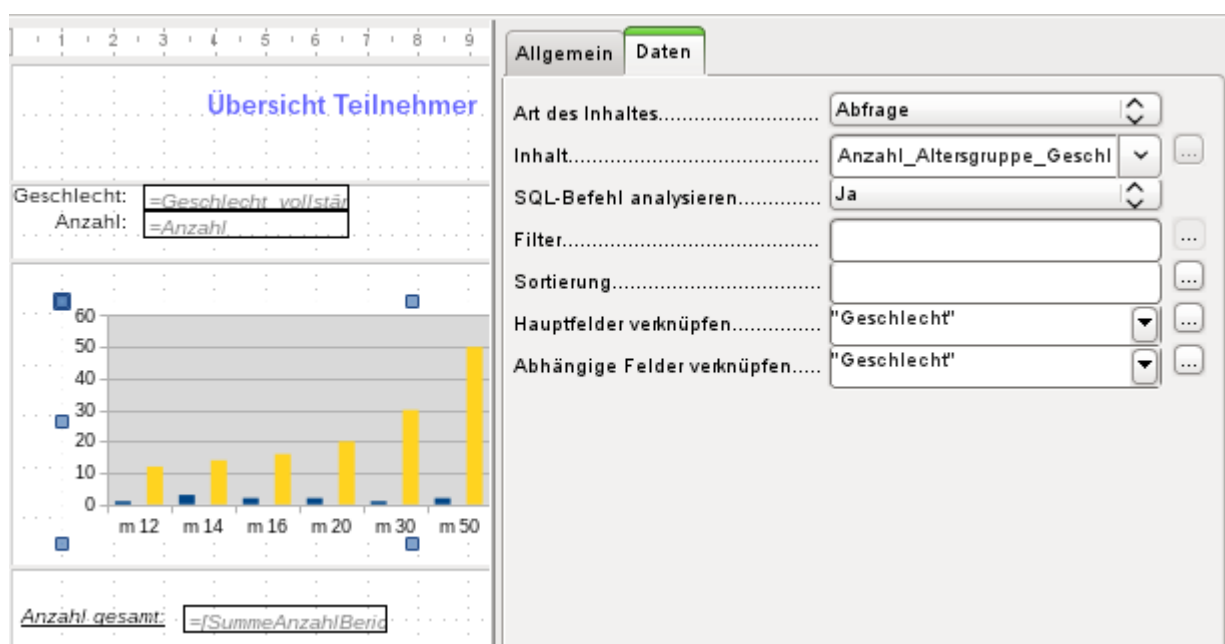 1 2 3 4 5 6 7 8 9
Übersicht Teilnehmer
Geschlecht: =Geschlecht_vollstän
Anzahl: =Anzahl
60
50
40
30
20
10
0
m 12 m 14 m 16 m 20 m 30 m 50
Anzahl gesamt: =[SummeAnzahlBeric
Allgemein Daten
Art des Inhaltes.......................... Abfrage
Inhalt........................................ Anzahl_Altersgruppe_Geschl ...
SQL-Befehl analysieren.............. Ja
Filter......................................... ...
Sortierung................................. ...
Hauptfelder verknüpfen............... "Geschlecht" ...
Abhängige Felder verknüpfen..... "Geschlecht" ...